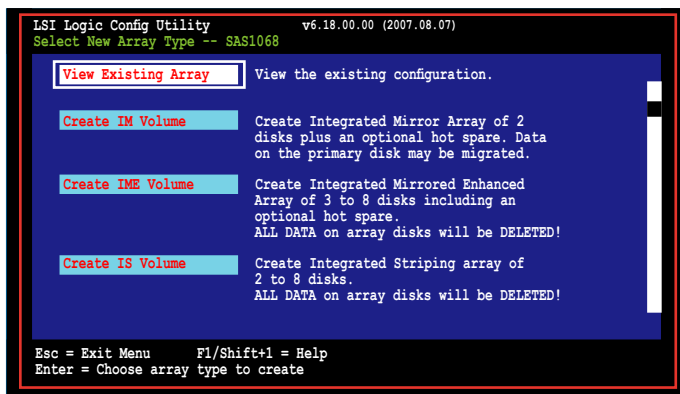 LSI Logic Config Utility v6.18.00.00 (2007.08.07)
Select New Array Type -- SAS1068
View Existing Array View the existing configuration.
Create IM Volume Create Integrated Mirror Array of 2
disks plus an optional hot spare. Data
on the primary disk may be migrated.
Create IME Volume Create Integrated Mirrored Enhanced
Array of 3 to 8 disks including an
optional hot spare.
ALL DATA on array disks will be DELETED!
Create IS Volume Create Integrated Striping array of
2 to 8 disks.
ALL DATA on array disks will be DELETED!
Esc = Exit Menu F1/Shift+1 = Help
Enter = Choose array type to create